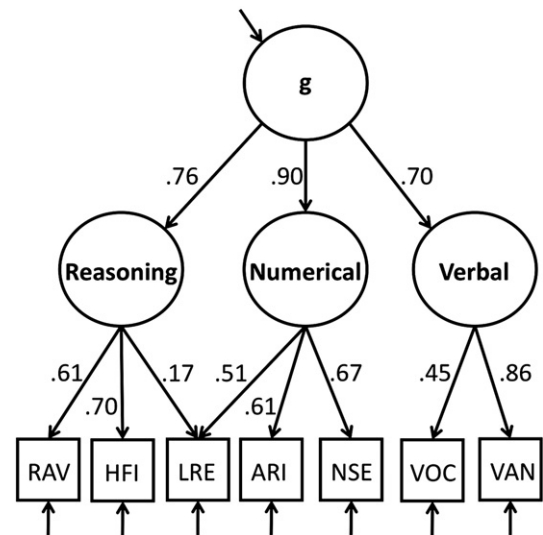 g
.76 .90 .70
Reasoning Numerical Verbal
.61 .70 .17 .51 .61 .67 .45 .86
RAV HFI LRE ARI NSE VOC VAN